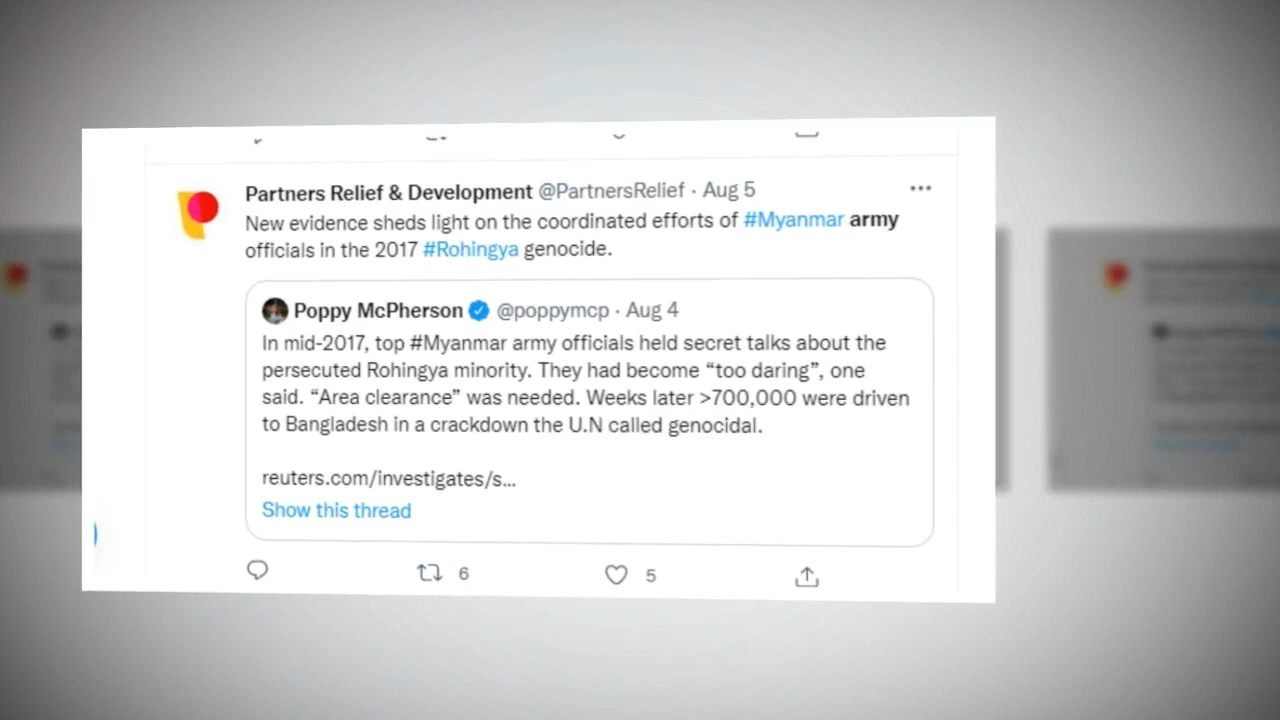 Partners Relief & Development @PartnersRelief · Aug 5
New evidence sheds light on the coordinated efforts of #Myanmar army
officials in the 2017 #Rohingya genocide.
Poppy McPherson @poppymcp · Aug 4
In mid-2017, top #Myanmar army officials held secret talks about the
persecuted Rohingya minority. They had become “too daring”, one
said. “Area clearance” was needed. Weeks later >700,000 were driven
to Bangladesh in a crackdown the U.N called genocidal.
reuters.com/investigates/s...
Show this thread
6 5